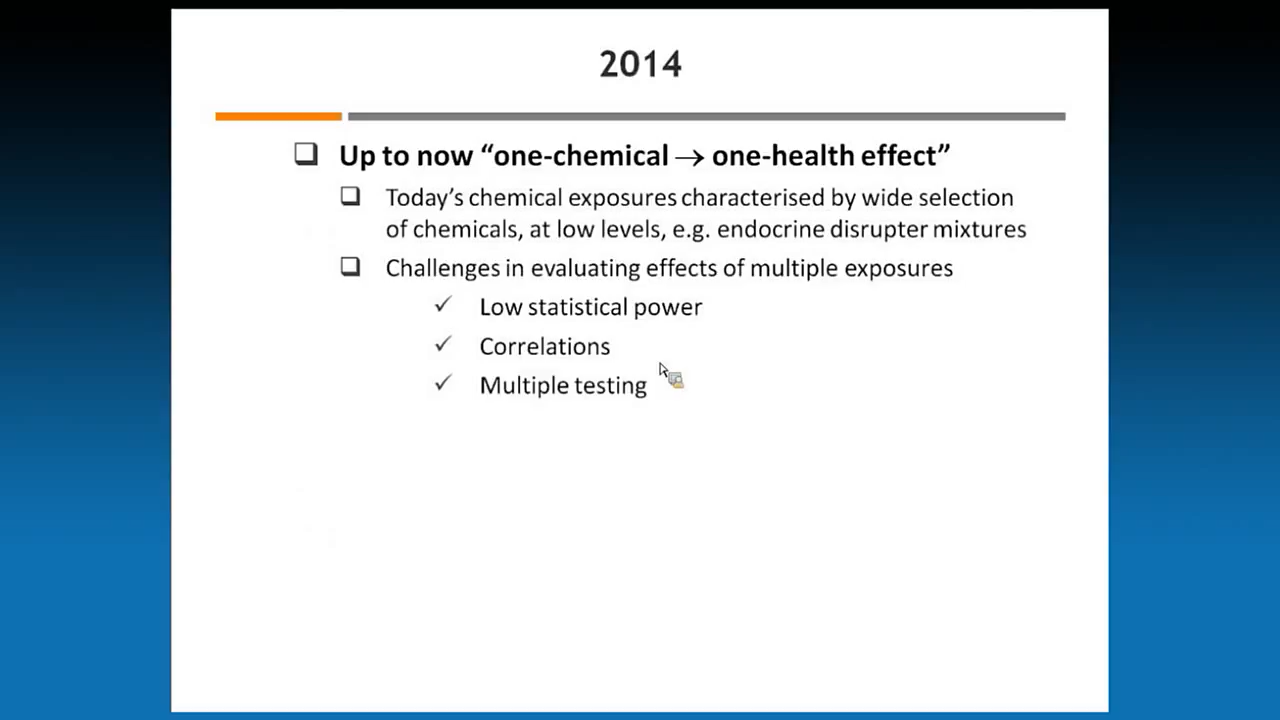 2014
Up to now “one-chemical → one-health effect”
Today’s chemical exposures characterised by wide selection
of chemicals, at low levels, e.g. endocrine disrupter mixtures
Challenges in evaluating effects of multiple exposures
Low statistical power
Correlations
Multiple testing